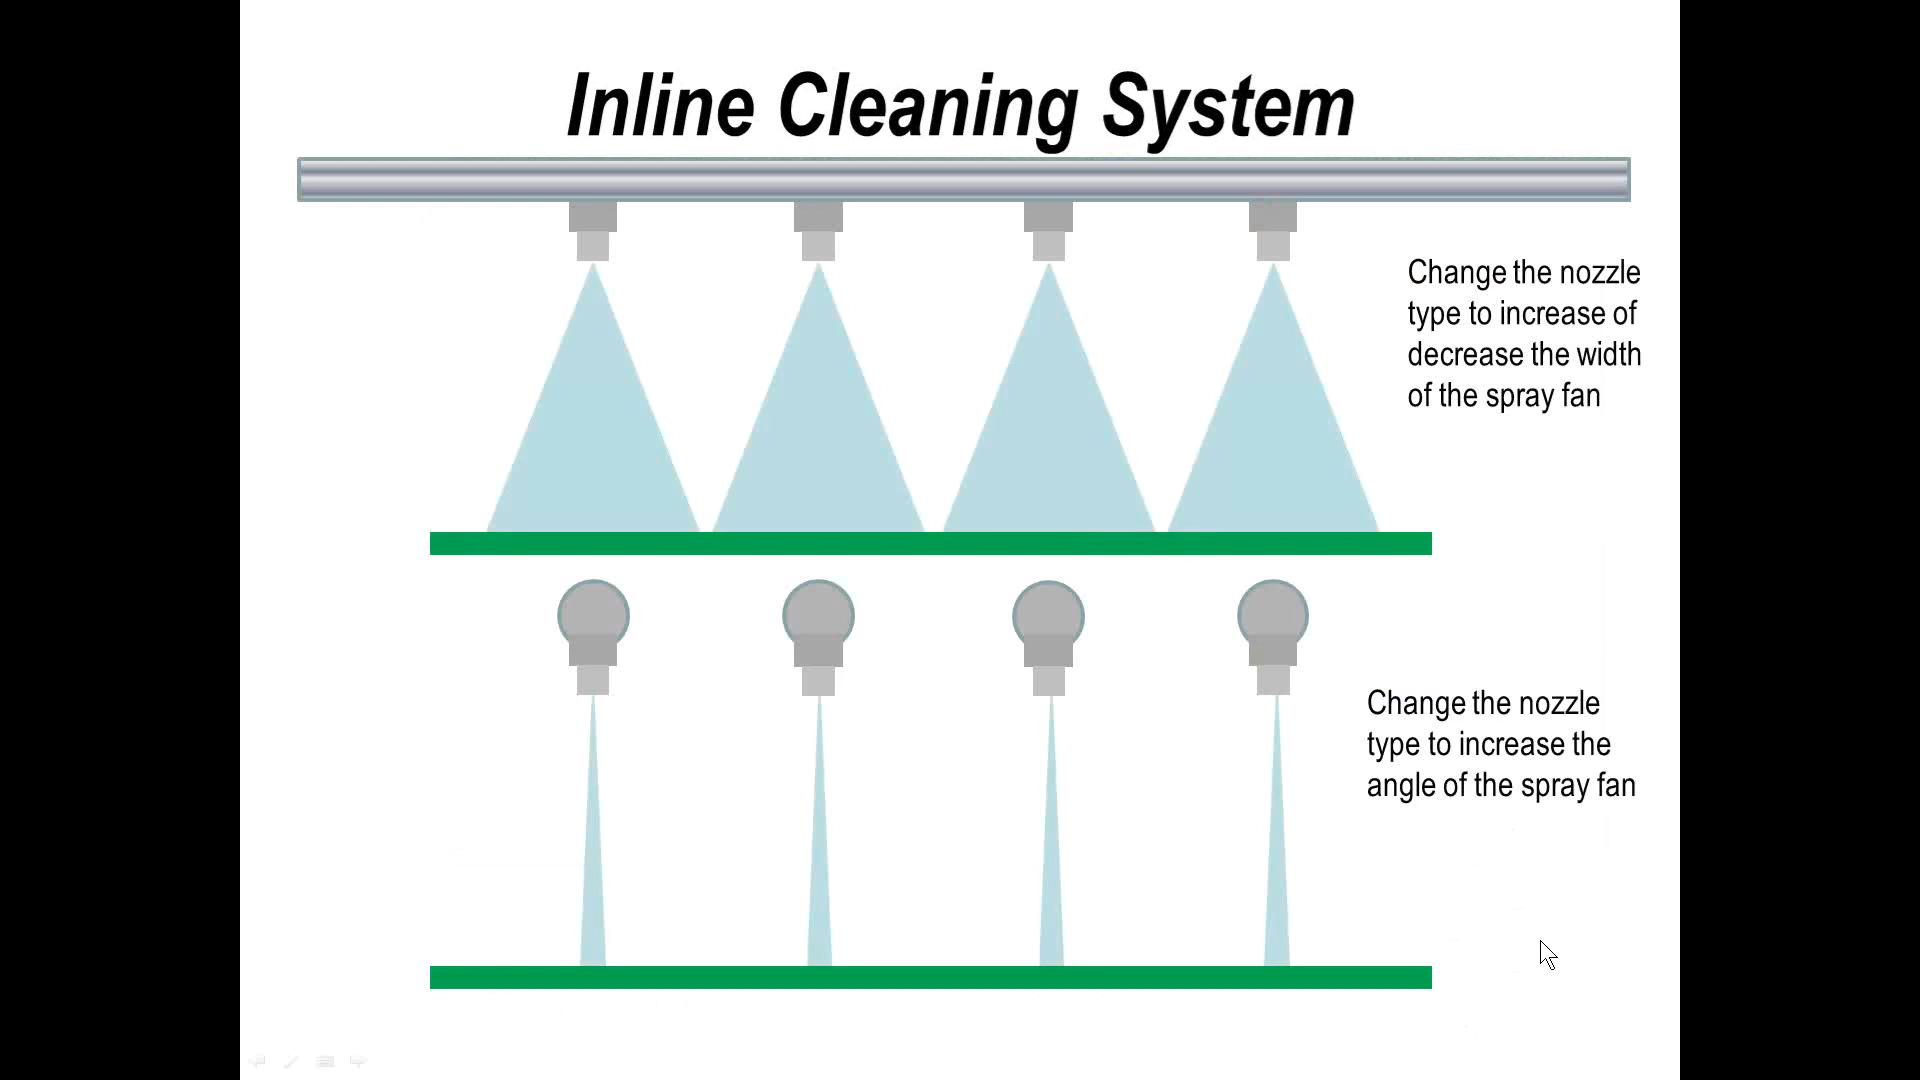 Inline Cleaning System
Change the nozzle
type to increase of
decrease the width
of the spray fan
Change the nozzle
type to increase the
angle of the spray fan